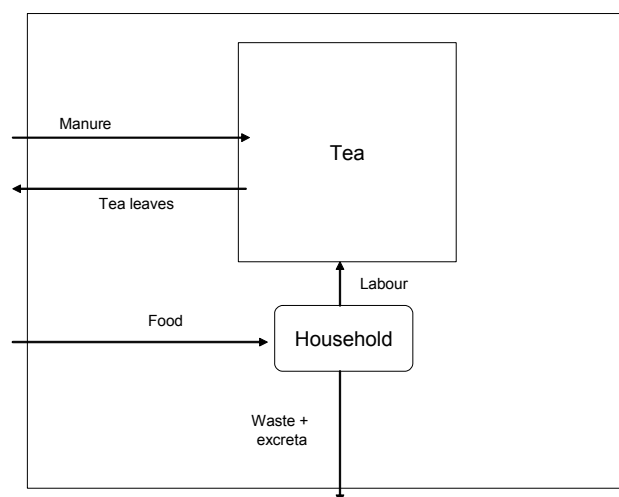 Manure
Tea
Tea leaves
Labour
Food
Household
Waste +
excreta